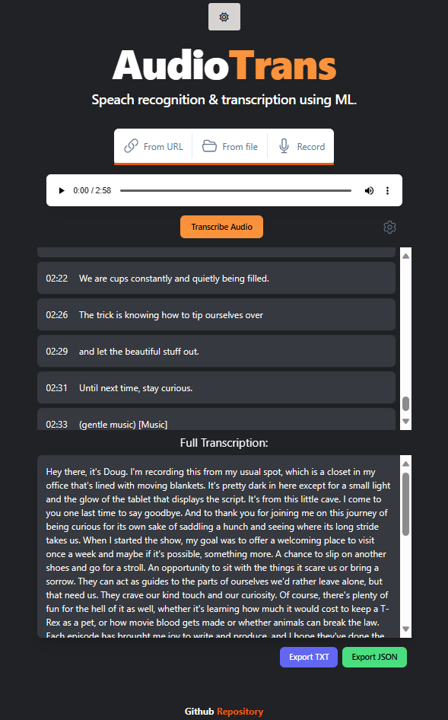 AudioTrans
Speach recognition & transcription using ML.
From URL
From file
Record
0:00 / 2:58
Transcribe Audio
02:22 We are cups constantly and quietly being filled.
02:26 The trick is knowing how to tip ourselves over
02:29 and let the beautiful stuff out.
02:31 Until next time, stay curious.
02:33 (gentle music) [Music]
Full Transcription:
Hey there, it's Doug. I'm recording this from my usual spot, which is a closet in my
office that's lined with moving blankets. It's pretty dark in here except for a small light
and the glow of the tablet that displays the script. It's from this little cave. I come to
you one last time to say goodbye. And to thank you for joining me on this journey of
being curious for its own sake of saddling a hunch and seeing where its long stride
takes us. When I started the show, my goal was to offer a welcoming place to visit
once a week and maybe if it's possible, something more. A chance to slip on another
shoes and go for a stroll. An opportunity to sit with the things it scare us or bring a
sorrow. They can act as guides to the parts of ourselves we'd rather leave alone, but
that need us. They crave our kind touch and our curiosity. Of course, there's plenty of
fun for the hell of it as well, whether it's learning how much it would cost to keep a T-
Rex as a pet, or how movie blood gets made or whether animals can break the law.
Each episode has brought me joy to write and produce, and I hope they've done the
Export TXT
Export JSON
Github Repository